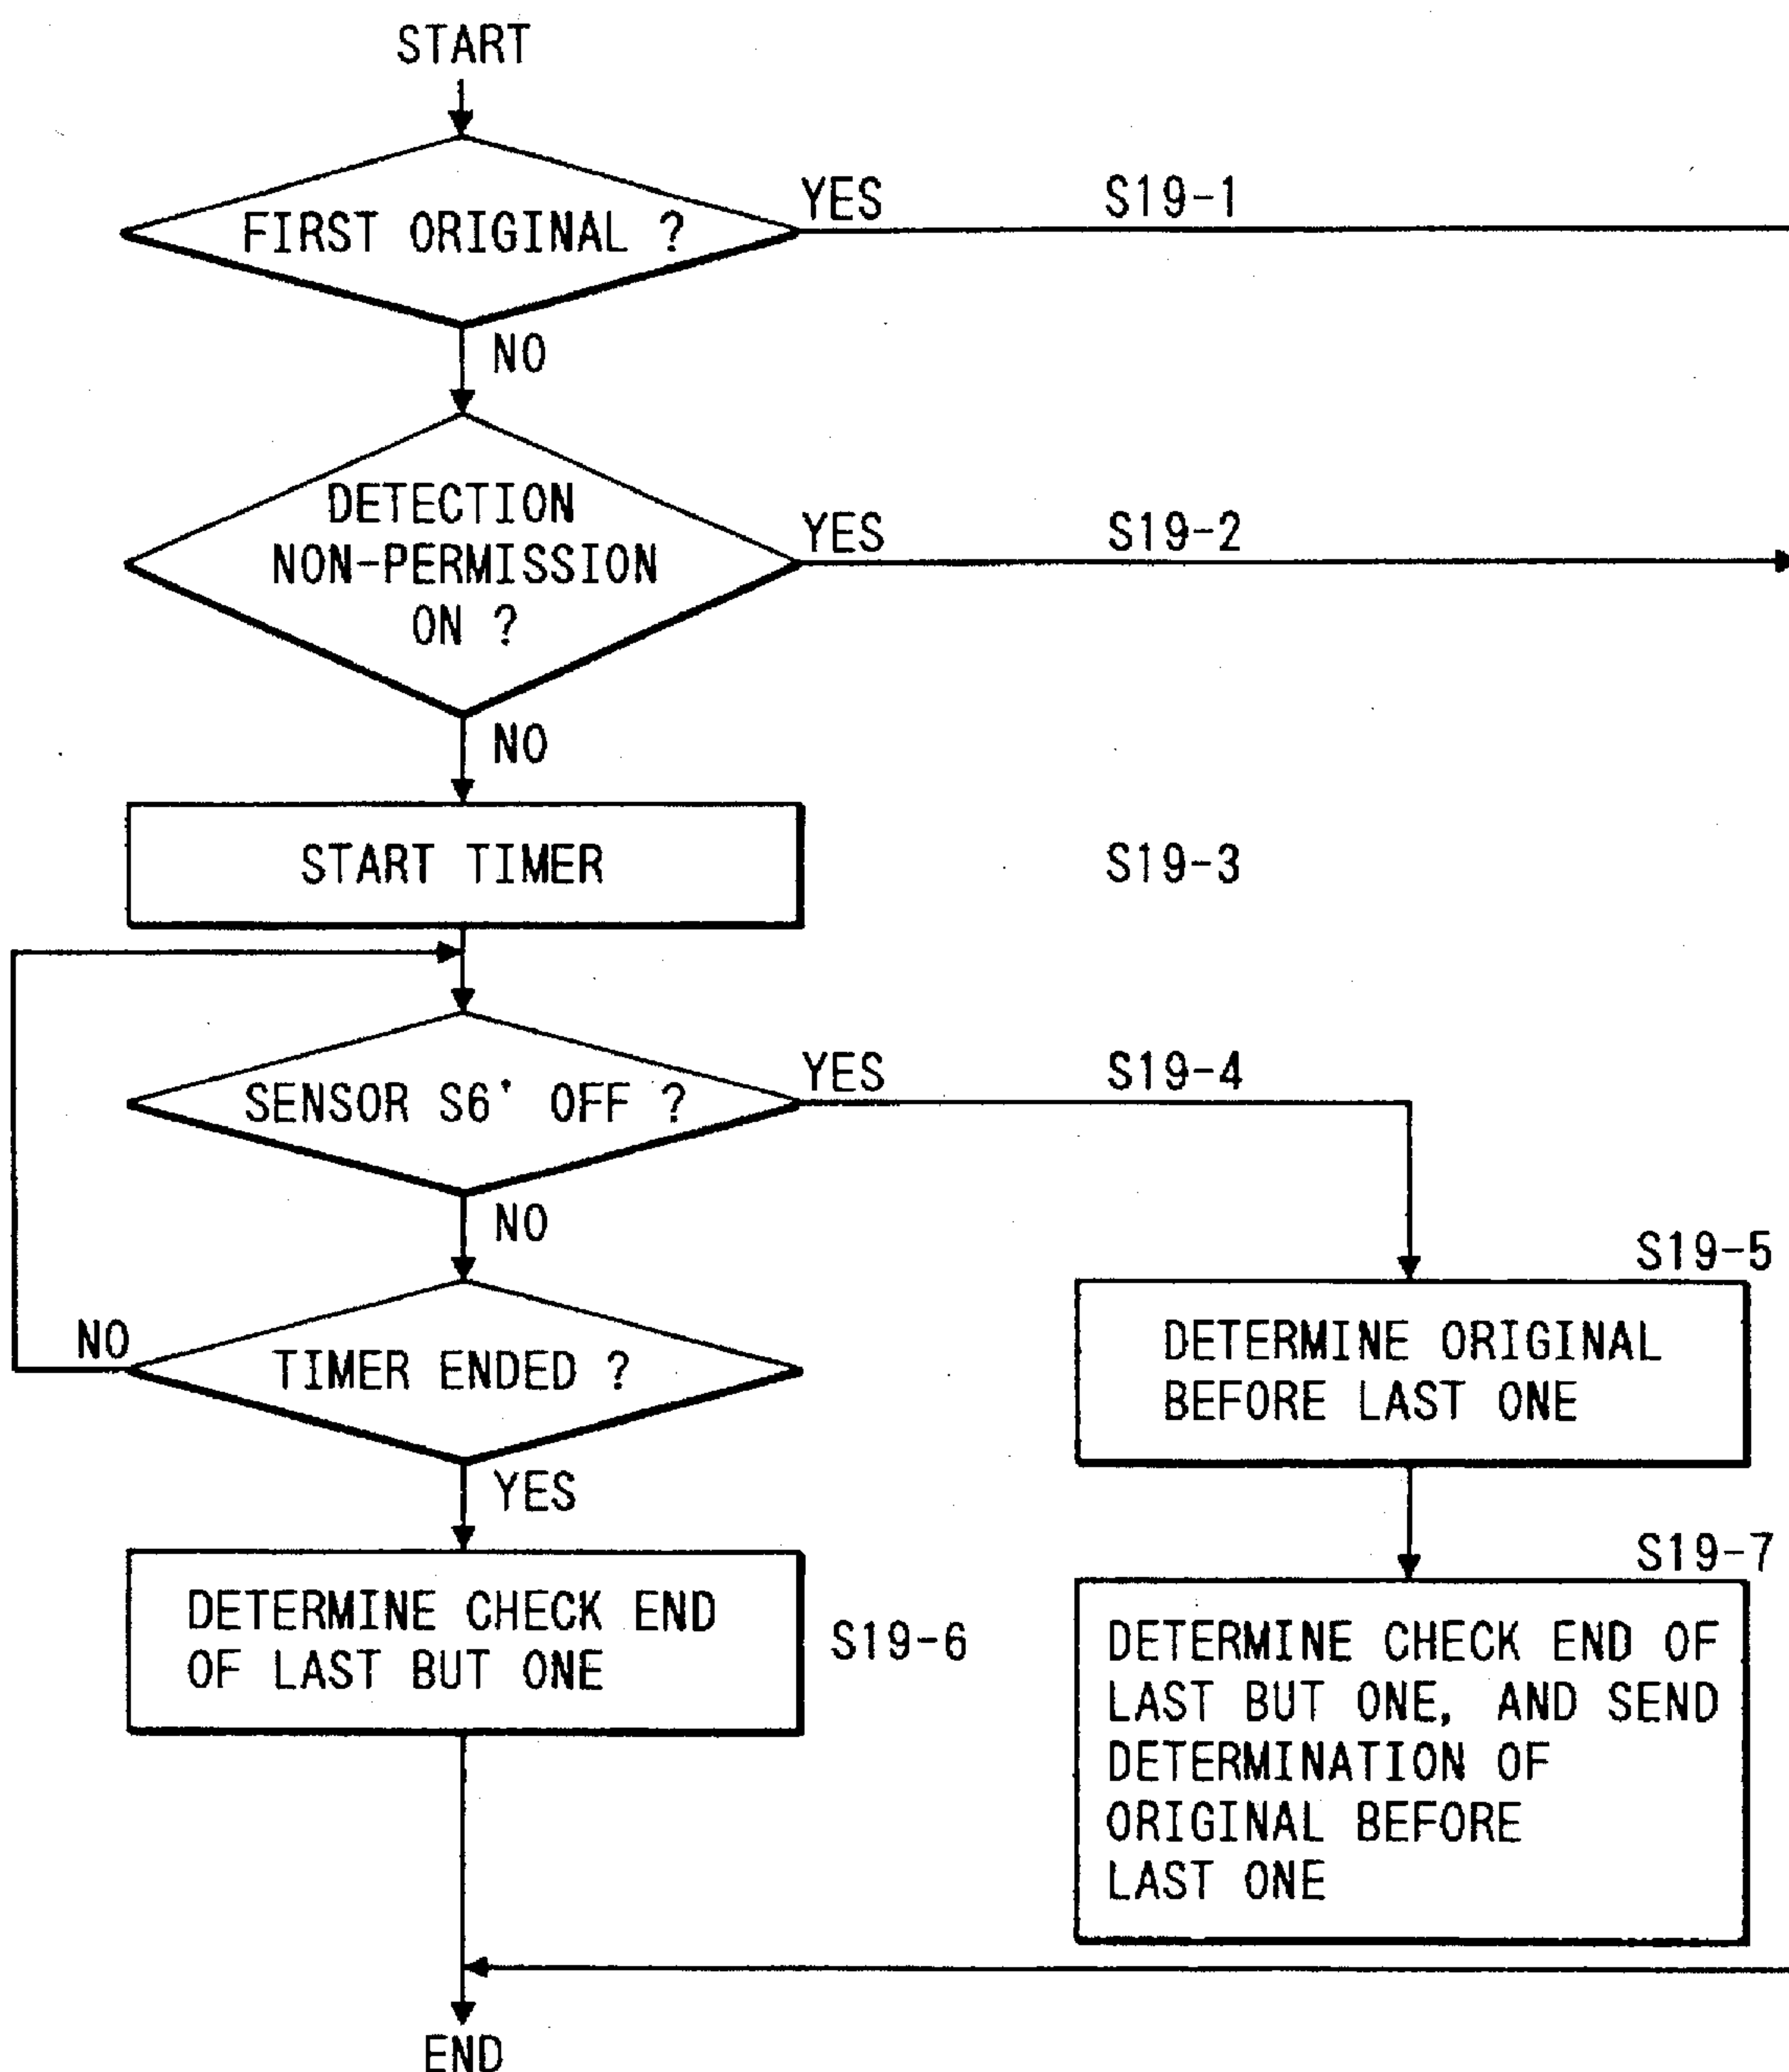 START
FIRST ORIGINAL ?
YES
S19-1
NO
DETECTION
NON-PERMISSION
ON ?
YES
S19-2
NO
START TIMER
S19-3
SENSOR S6' OFF ?
YES
S19-4
NO
S19-5
DETERMINE ORIGINAL
BEFORE LAST ONE
NO
TIMER ENDED ?
YES
DETERMINE CHECK END
OF LAST BUT ONE
S19-6
S19-7
DETERMINE CHECK END OF
LAST BUT ONE, AND SEND
DETERMINATION OF
ORIGINAL BEFORE
LAST ONE
END